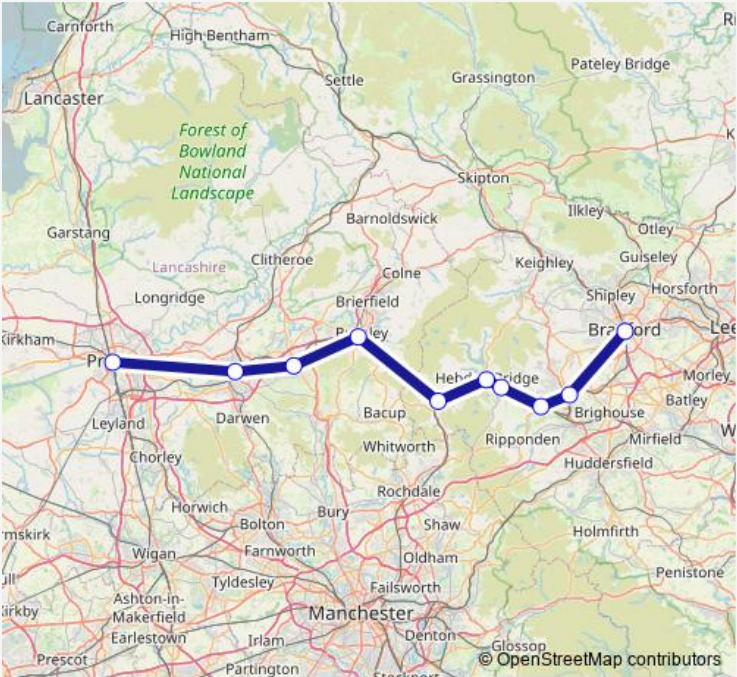 Carnforth
High Bentham
Pateley Bridge
Settle
Grassington
Lancaster
Forest of
Bowland
National
Landscape
Skipton
Barnoldswick
Ilkley
Otley
Garstang
Clitheroe
Lancashire
Colne
Keighley
Guiseley
Longridge
Brierfield
Shipley
Horsforth
Kirkham
Leyland
Darwen
Bacup
Brighouse
Morley
Batley
Whitworth
Ripponden
Mirfield
Huddersfield
Chorley
Rochdale
Horwich
Bury
Shaw
Bolton
Holmfirth
Wigan
Farnworth
Oldham
Penistone
Tyldesley
Failsworth
Ashton-in-
Makerfield
Manchester
Earlestown
Irlam
Denton
Glossop
Prescot
Partington
© OpenStreetMap contributors